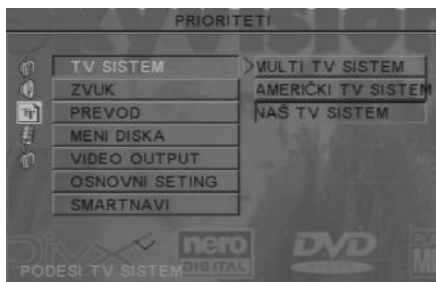 PRIORITETI
TV SISTEM
ZVUK
PREVOD
MENI DISKA
VIDEO OUTPUT
OSNOVNI SETING
SMARTNAVI
MULTI TV SISTEM
AMERIČKI TV SISTEM
NAŠ TV SISTEM
DivX
nero
DIGITAL
DVD
PODESI TV SISTEM